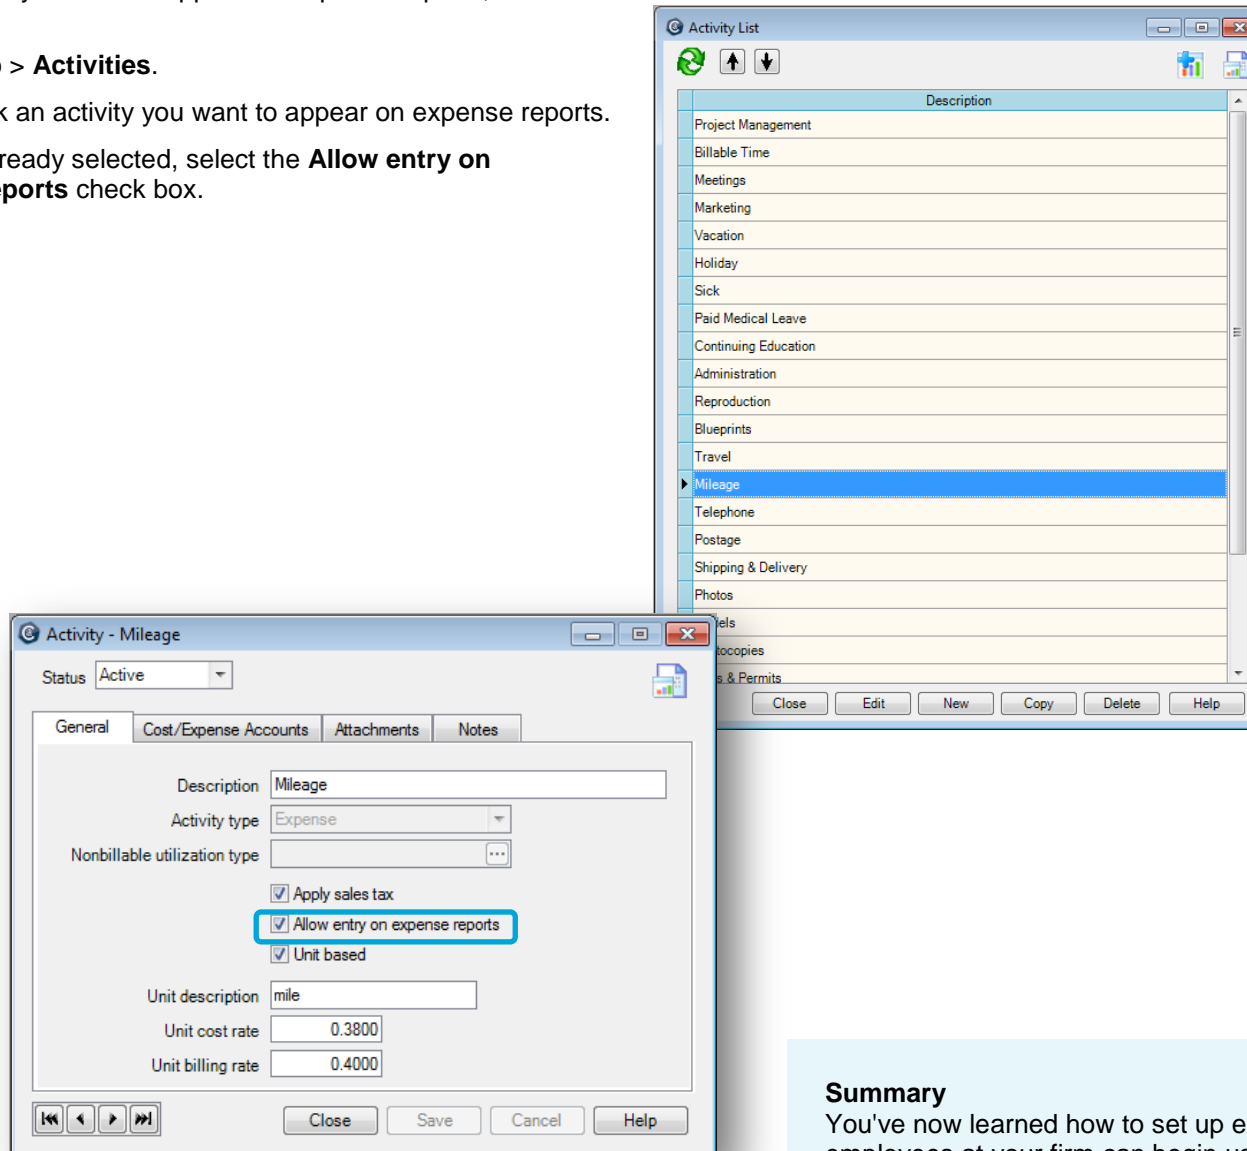 > Activities.
an activity you want to appear on expense reports.
selected, select the Allow entry on
check box.
Activity List
Description
Project Management
Billable Time
Meetings
Marketing
Vacation
Holiday
Sick
Paid Medical Leave
Continuing Education
Administration
Reproduction
Blueprints
Travel
Mileage
Telephone
Postage
Shipping & Delivery
Photos
& Permits
Close Edit New Copy Delete Help
Activity - Mileage
Status Active
General Cost/Expense Accounts Attachments Notes
Description Mileage
Activity type Expense
Nonbillable utilization type ...
Apply sales tax
Allow entry on expense reports
Unit based
Unit description mile
Unit cost rate 0.3800
Unit billing rate 0.4000
Close Save Cancel Help
Summary
You've now learned how to set up